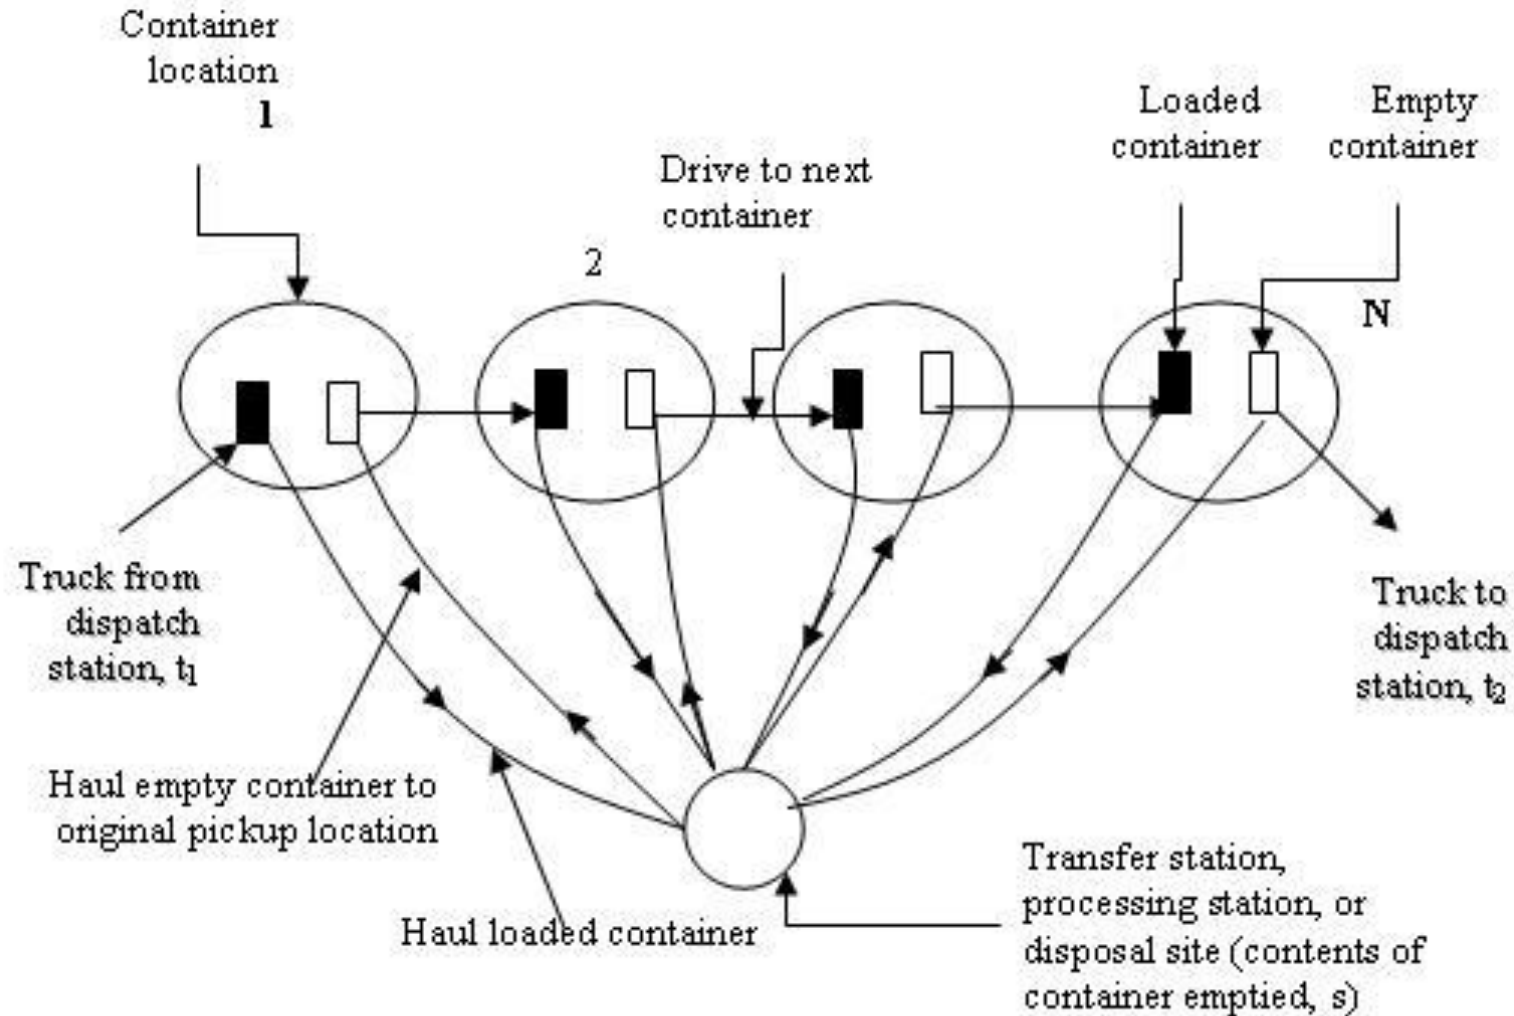 Container
location
1
Loaded
container
Empty
container
Drive to next
container
2
N
Truck from
dispatch
station, t1
Truck to
dispatch
station, t2
Haul empty container to
original pickup location
Haul loaded container
Transfer station,
processing station, or
disposal site (contents of
container emptied, s)